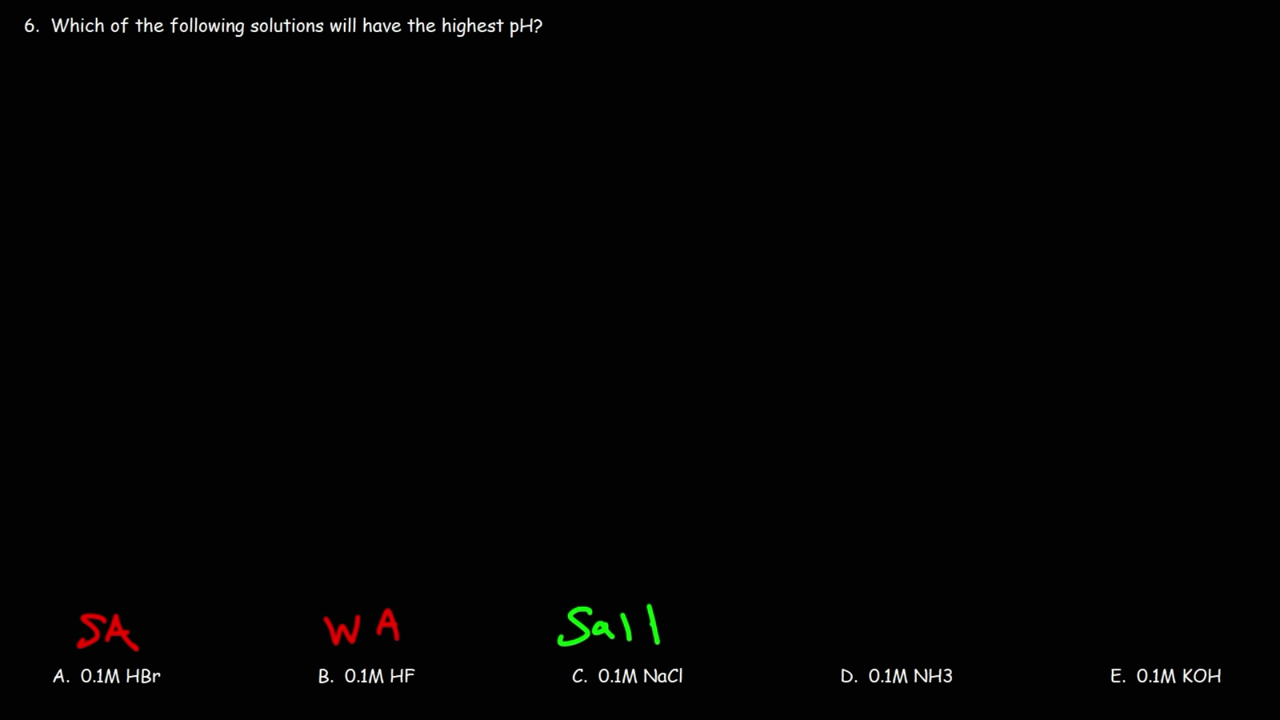 6. Which of the following solutions will have the highest pH?
SA WA Sall
A. 0.1M HBr B. 0.1M HF C. 0.1M NaCl D. 0.1M NH3 E. 0.1M KOH